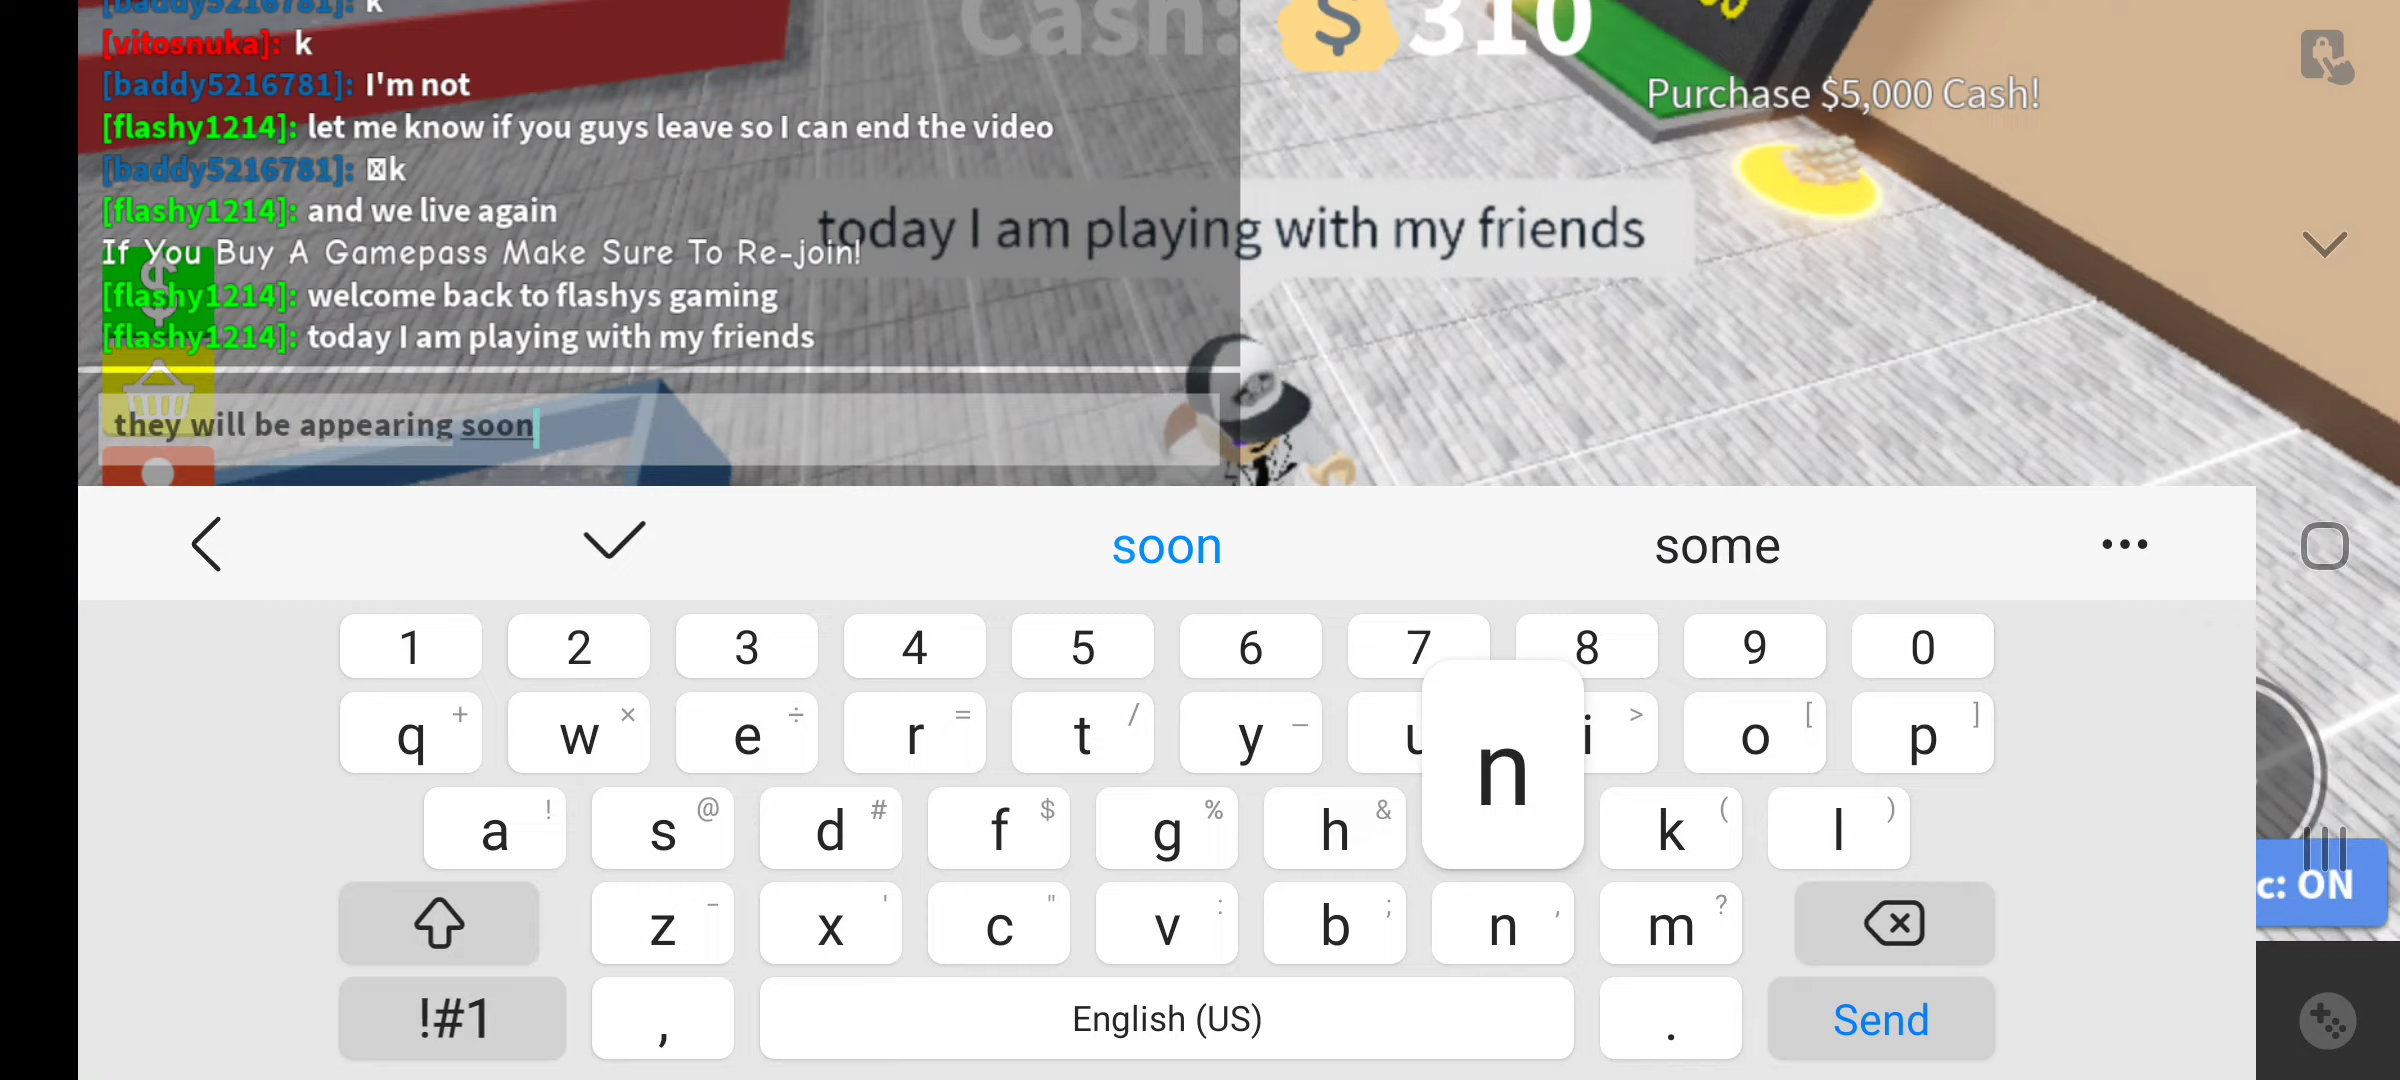 [baddy5216781]: k
Cash: $ 310
[vitosnuka]: k
[baddy5216781]: I'm not
Purchase $5,000 Cash!
[flashy1214]: let me know if you guys leave so I can end the video
[baddy5216781]: k
[flashy1214]: and we live again
today I am playing with my friends
If You Buy A Gamepass Make Sure To Re-join!
[flashy1214]: welcome back to flashys gaming
[flashy1214]: today I am playing with my friends
they will be appearing soon
soon some
1 2 3 4 5 6 7 8 9 0
q + w × e ÷ r = t / y _ u i > o [ p ]
n
a ! s @ d # f $ g % h & k ( l )
c: ON
z - x ' c " v : b ; n , m ?
!#1 , English (US) . Send